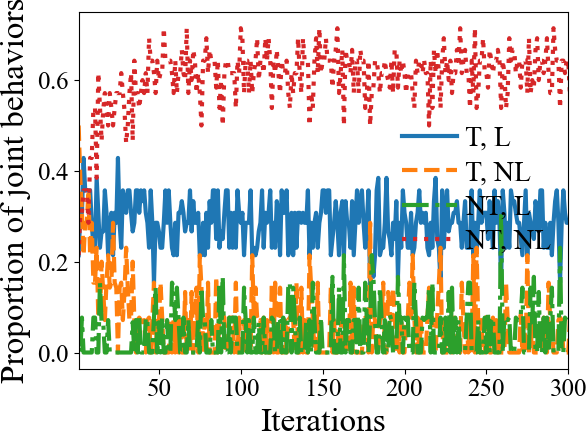 Proportion of joint behaviors
0.6
0.4
0.2
0.0
T, L
T, NL
NT, L
NT, NL
50
100
150
200
250
300
Iterations